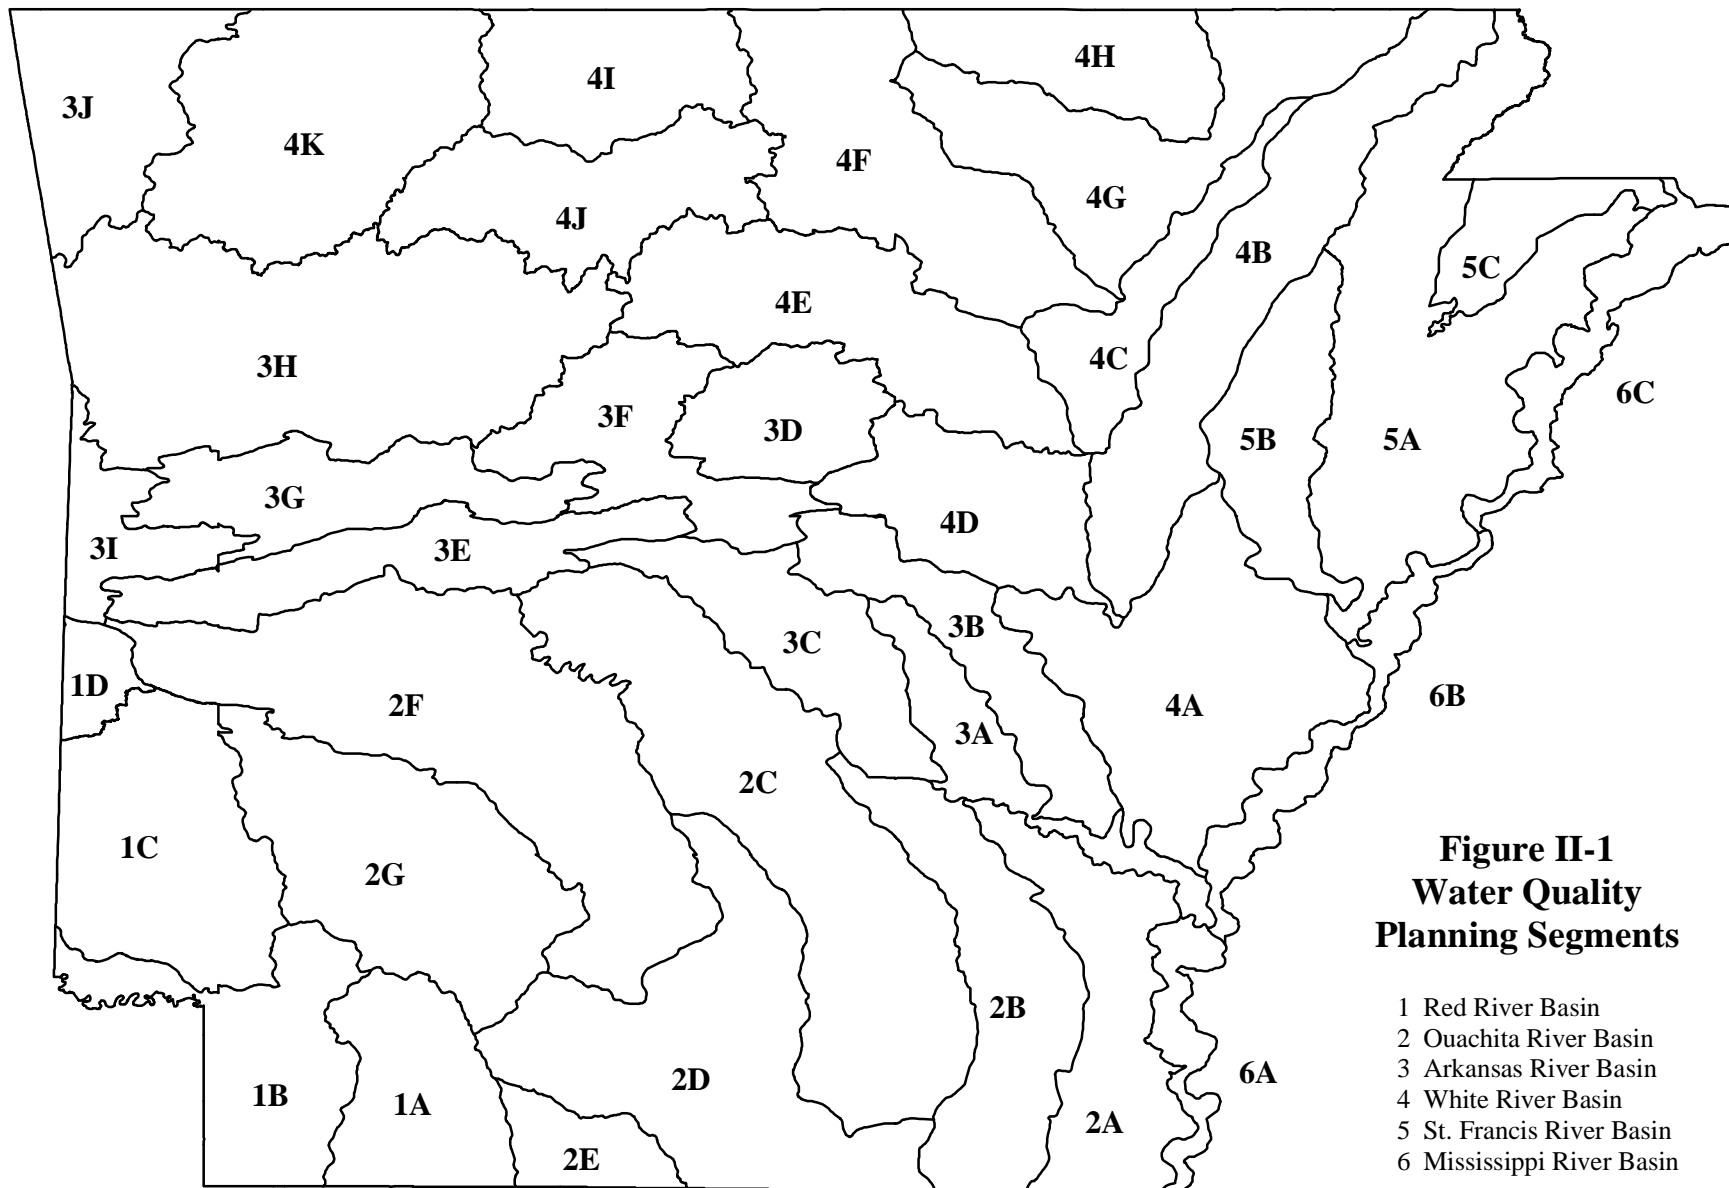 4H
4I
3J
4K
4F
4G
4J
4B
5C
4E
4C
3H
6C
3F
3D
5B
5A
3G
4D
3I
3E
3B
3C
1D
6B
2F
4A
3A
2C
1C
2G
Figure II-1
Water Quality
Planning Segments
2B
1 Red River Basin
2 Ouachita River Basin
3 Arkansas River Basin
4 White River Basin
5 St. Francis River Basin
6 Mississippi River Basin
6A
2D
1B
1A
2A
2E